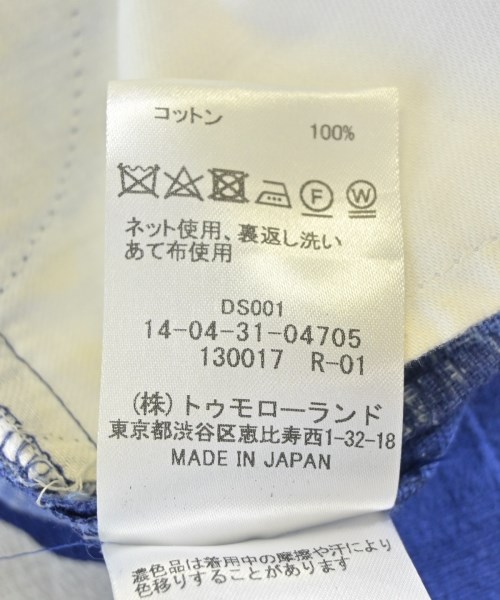 コットン
100%
F W
ネット使用、裏返し洗い
あて布使用
DS001
14-04-31-04705
130017 R-01
(株)トゥモローランド
東京都渋谷区恵比寿西1-32-18
MADE IN JAPAN
濃色品は着用中の摩擦や汗により
色移りすることがあります